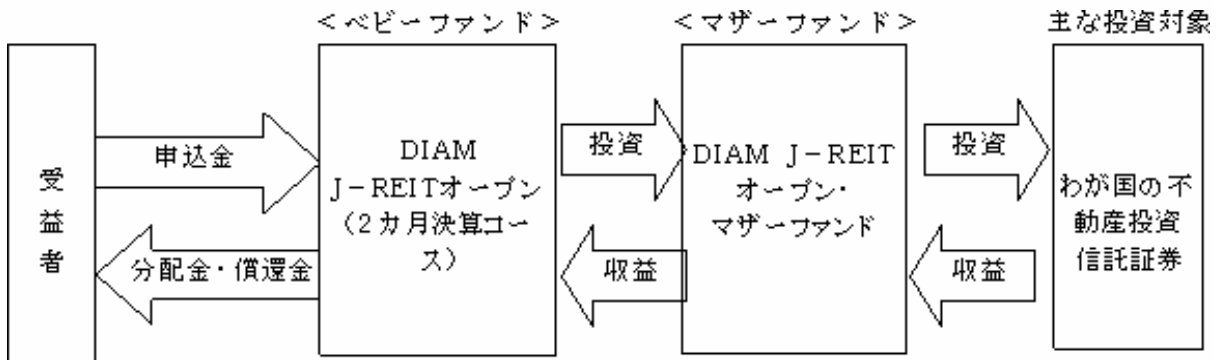 <ベビーファンド>
<マザーファンド>
主な投資対象
受
益
者
申込金
分配金・償還金
DIAM
J-REITオープン
(2カ月決算コー
ス)
投資
収益
DIAM J-REIT
オープン・
マザーファンド
投資
収益
わが国の不
動産投資
信託証券